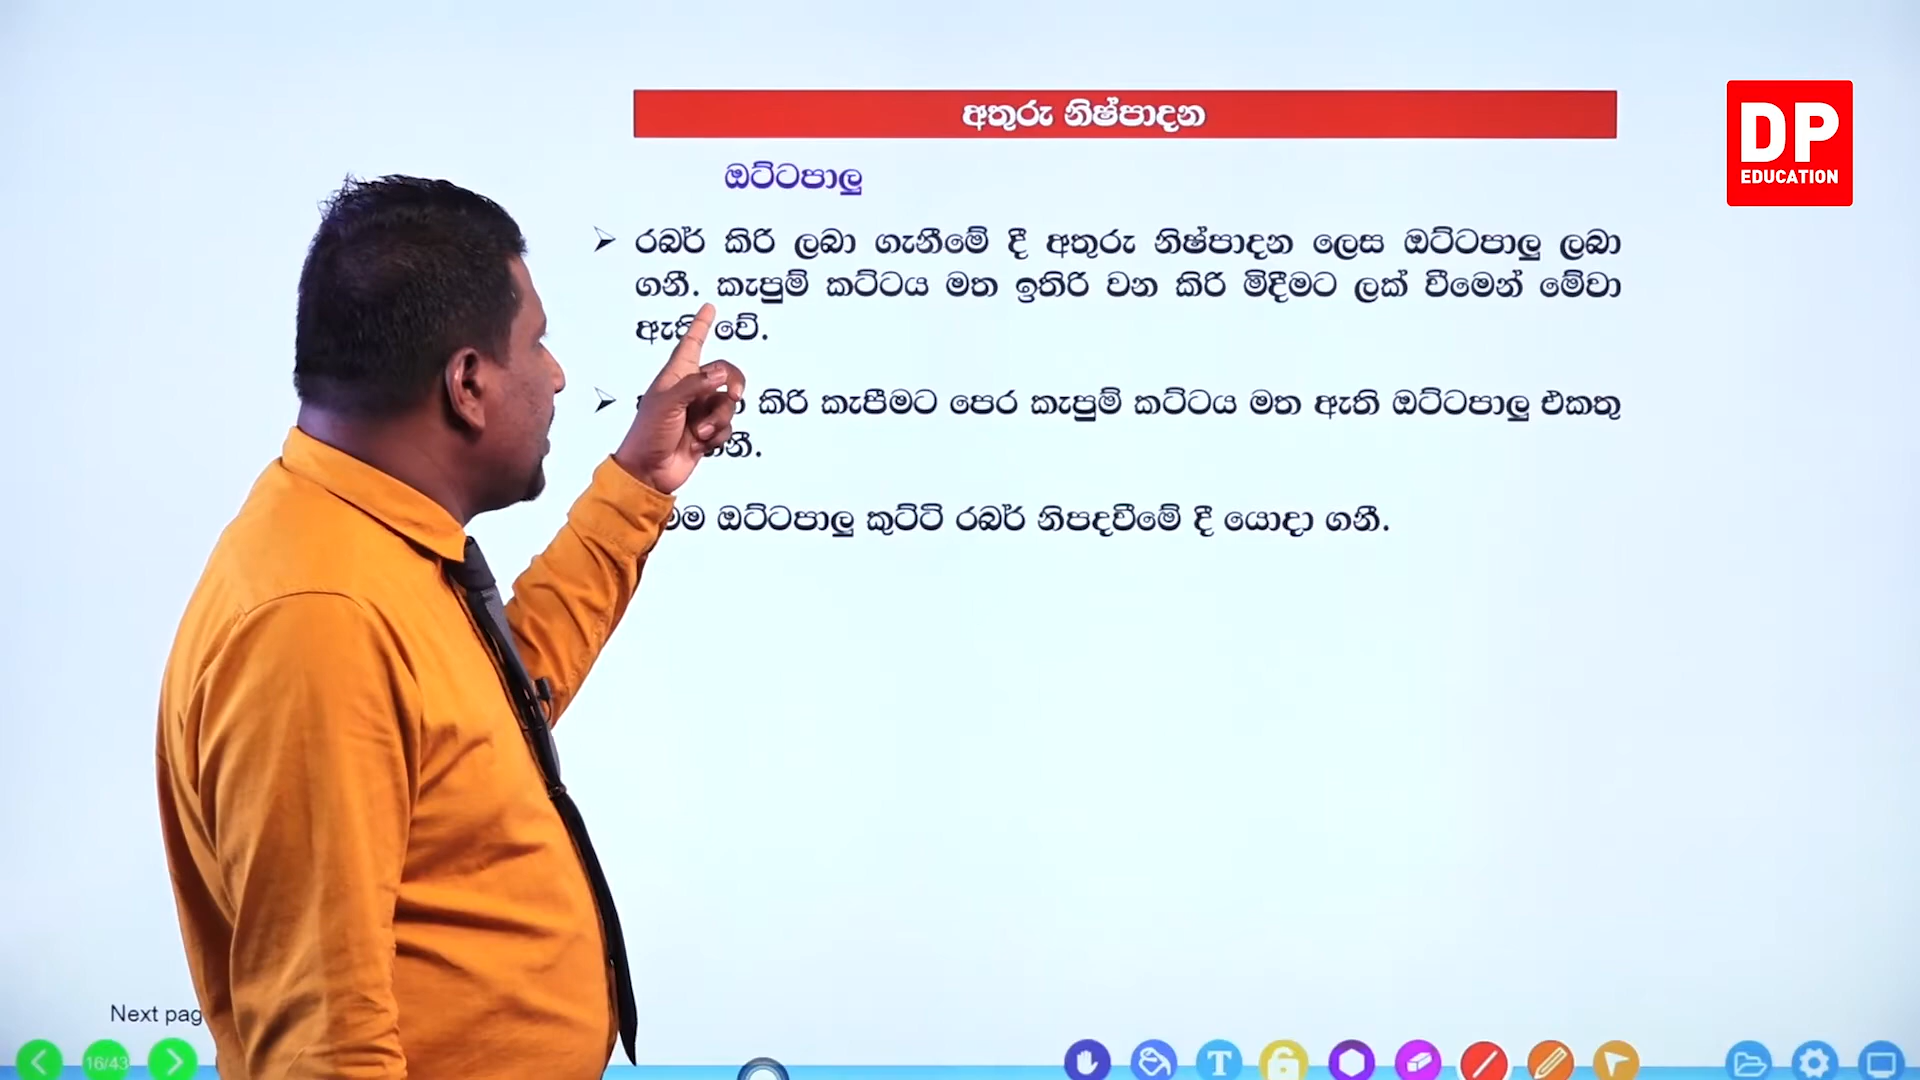 අතුරු නිෂ්පාදන
DP
EDUCATION
ඔට්ටපාලු
රබර් කිරි ලබා ගැනීමේ දී අතුරු නිෂ්පාදන ලෙස ඔට්ටපාලු ලබා
ගනී. කැපුම් කට්ටය මත ඉතිරි වන කිරි මිදීමට ලක් වීමෙන් මේවා
වේ.
කිරි කැපීමට පෙර කැපුම් කට්ටය මත ඇති ඔට්ටපාලු එකතු
ඔට්ටපාලු කුට්ටි රබර් නිපදවීමේ දී යොදා ගනී.
Next
16/43
T